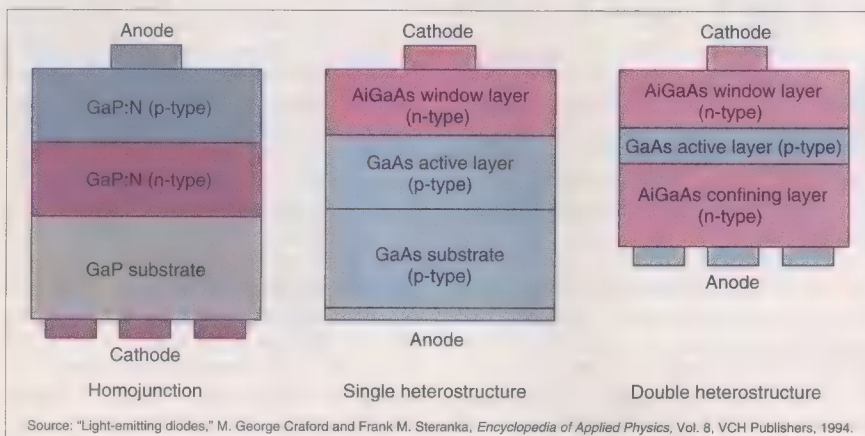 Anode
GaP:N (p-type)
GaP:N (n-type)
GaP substrate
Cathode
Homojunction
Cathode
AiGaAs window layer
(n-type)
GaAs active layer
(p-type)
GaAs substrate
(p-type)
Anode
Single heterostructure
Cathode
AiGaAs window layer
(n-type)
GaAs active layer (p-type)
AiGaAs confining layer
(n-type)
Anode
Double heterostructure
Source: "Light-emitting diodes," M. George Craford and Frank M. Steranka, Encyclopedia of Applied Physics, Vol. 8, VCH Publishers, 1994.